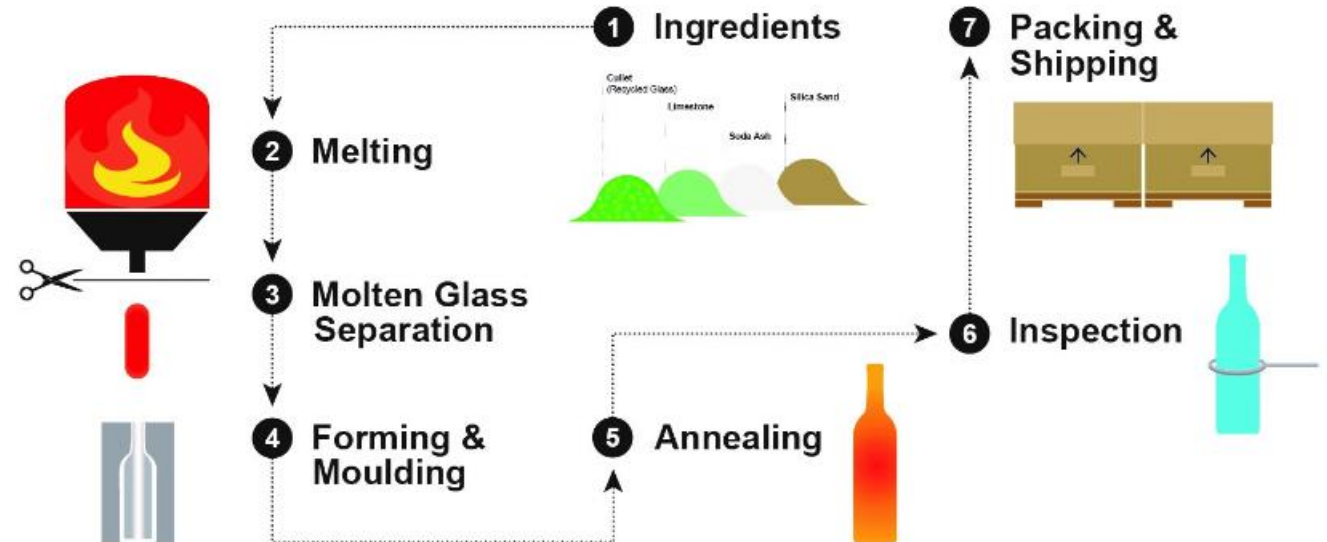 1 Ingredients
Cullet
(Recycled Glass)
Limestone
Soda Ash
Silica Sand
2 Melting
3 Molten Glass
Separation
4 Forming &
Moulding
5 Annealing
6 Inspection
7 Packing &
Shipping